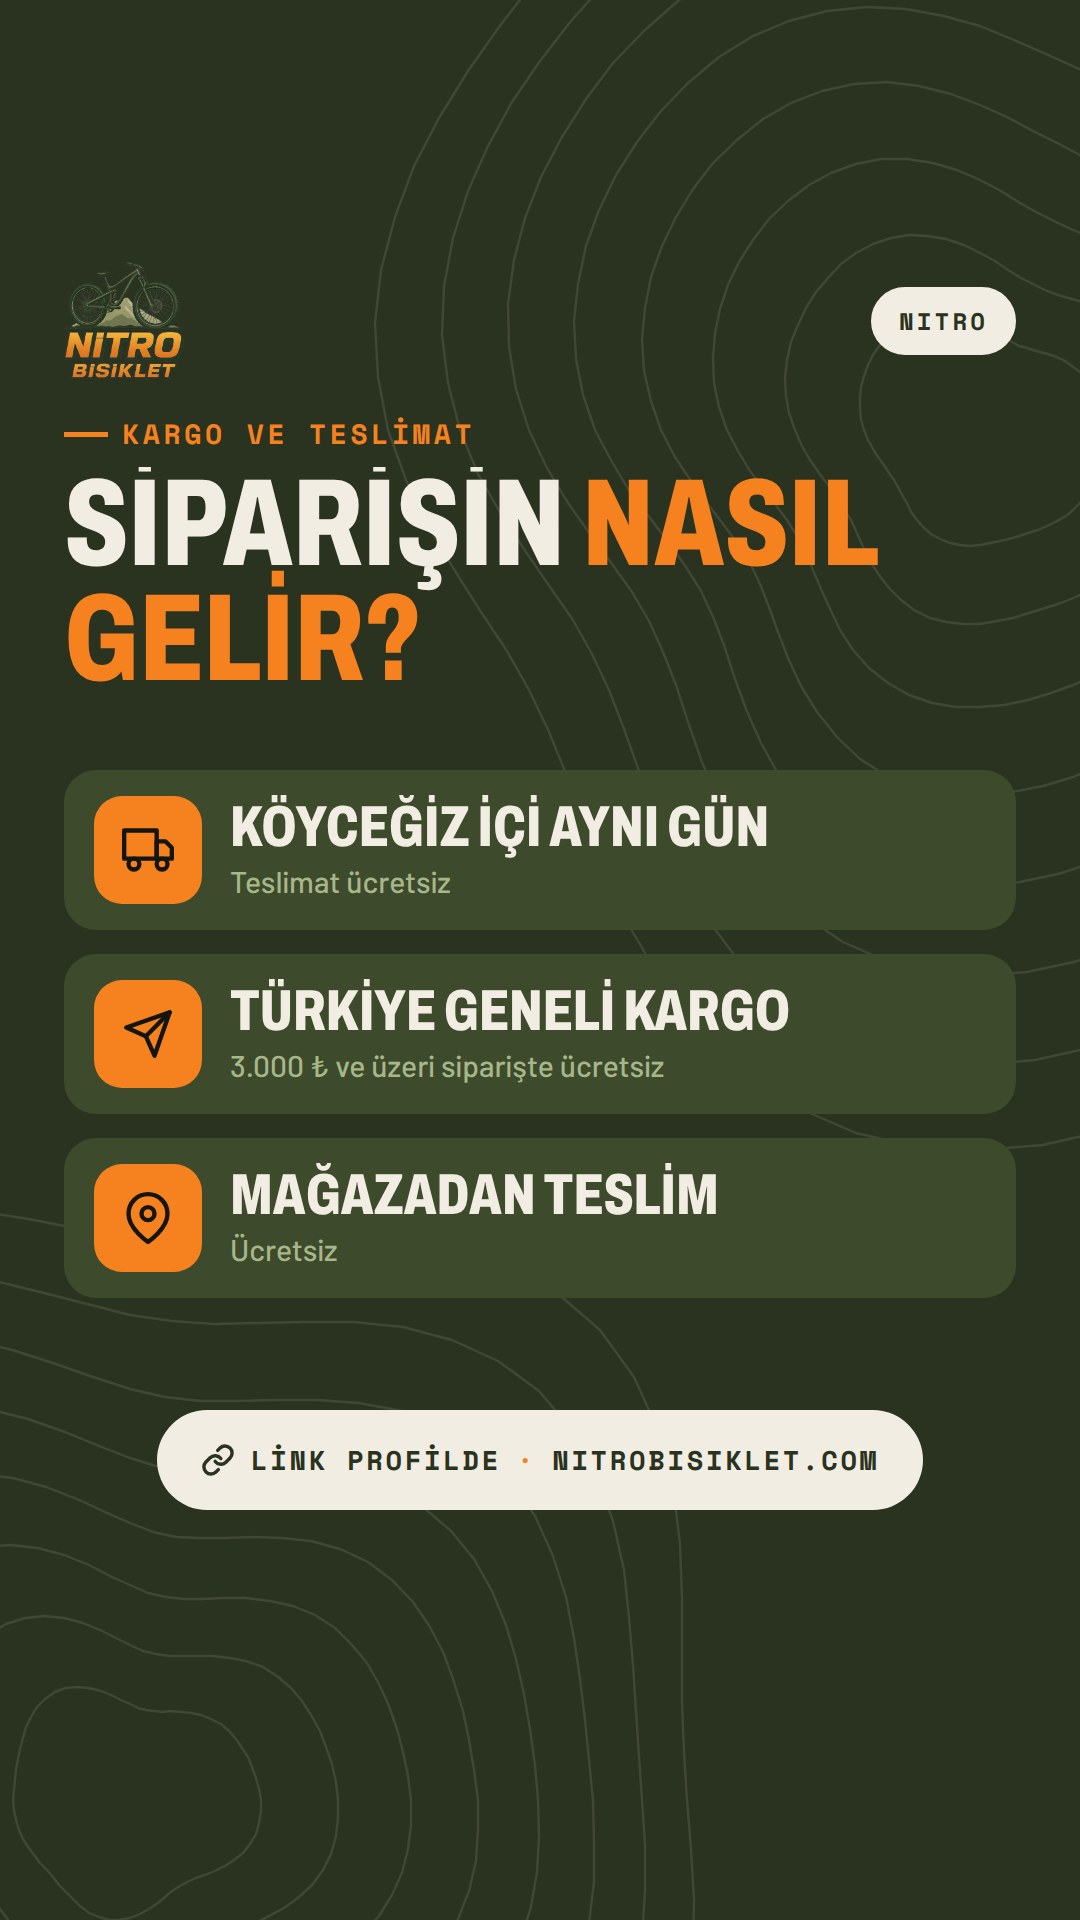 NiTRO
BiSiKLET
NITRO
KARGO VE TESLİMAT
SİPARİŞİN NASIL
GELİR?
KÖYCEĞİZ İÇİ AYNI GÜN
Teslimat ücretsiz
TÜRKİYE GENELİ KARGO
3.000 ₺ ve üzeri siparişte ücretsiz
MAĞAZADAN TESLİM
Ücretsiz
LİNK PROFİLDE · NITROBISIKLET.COM